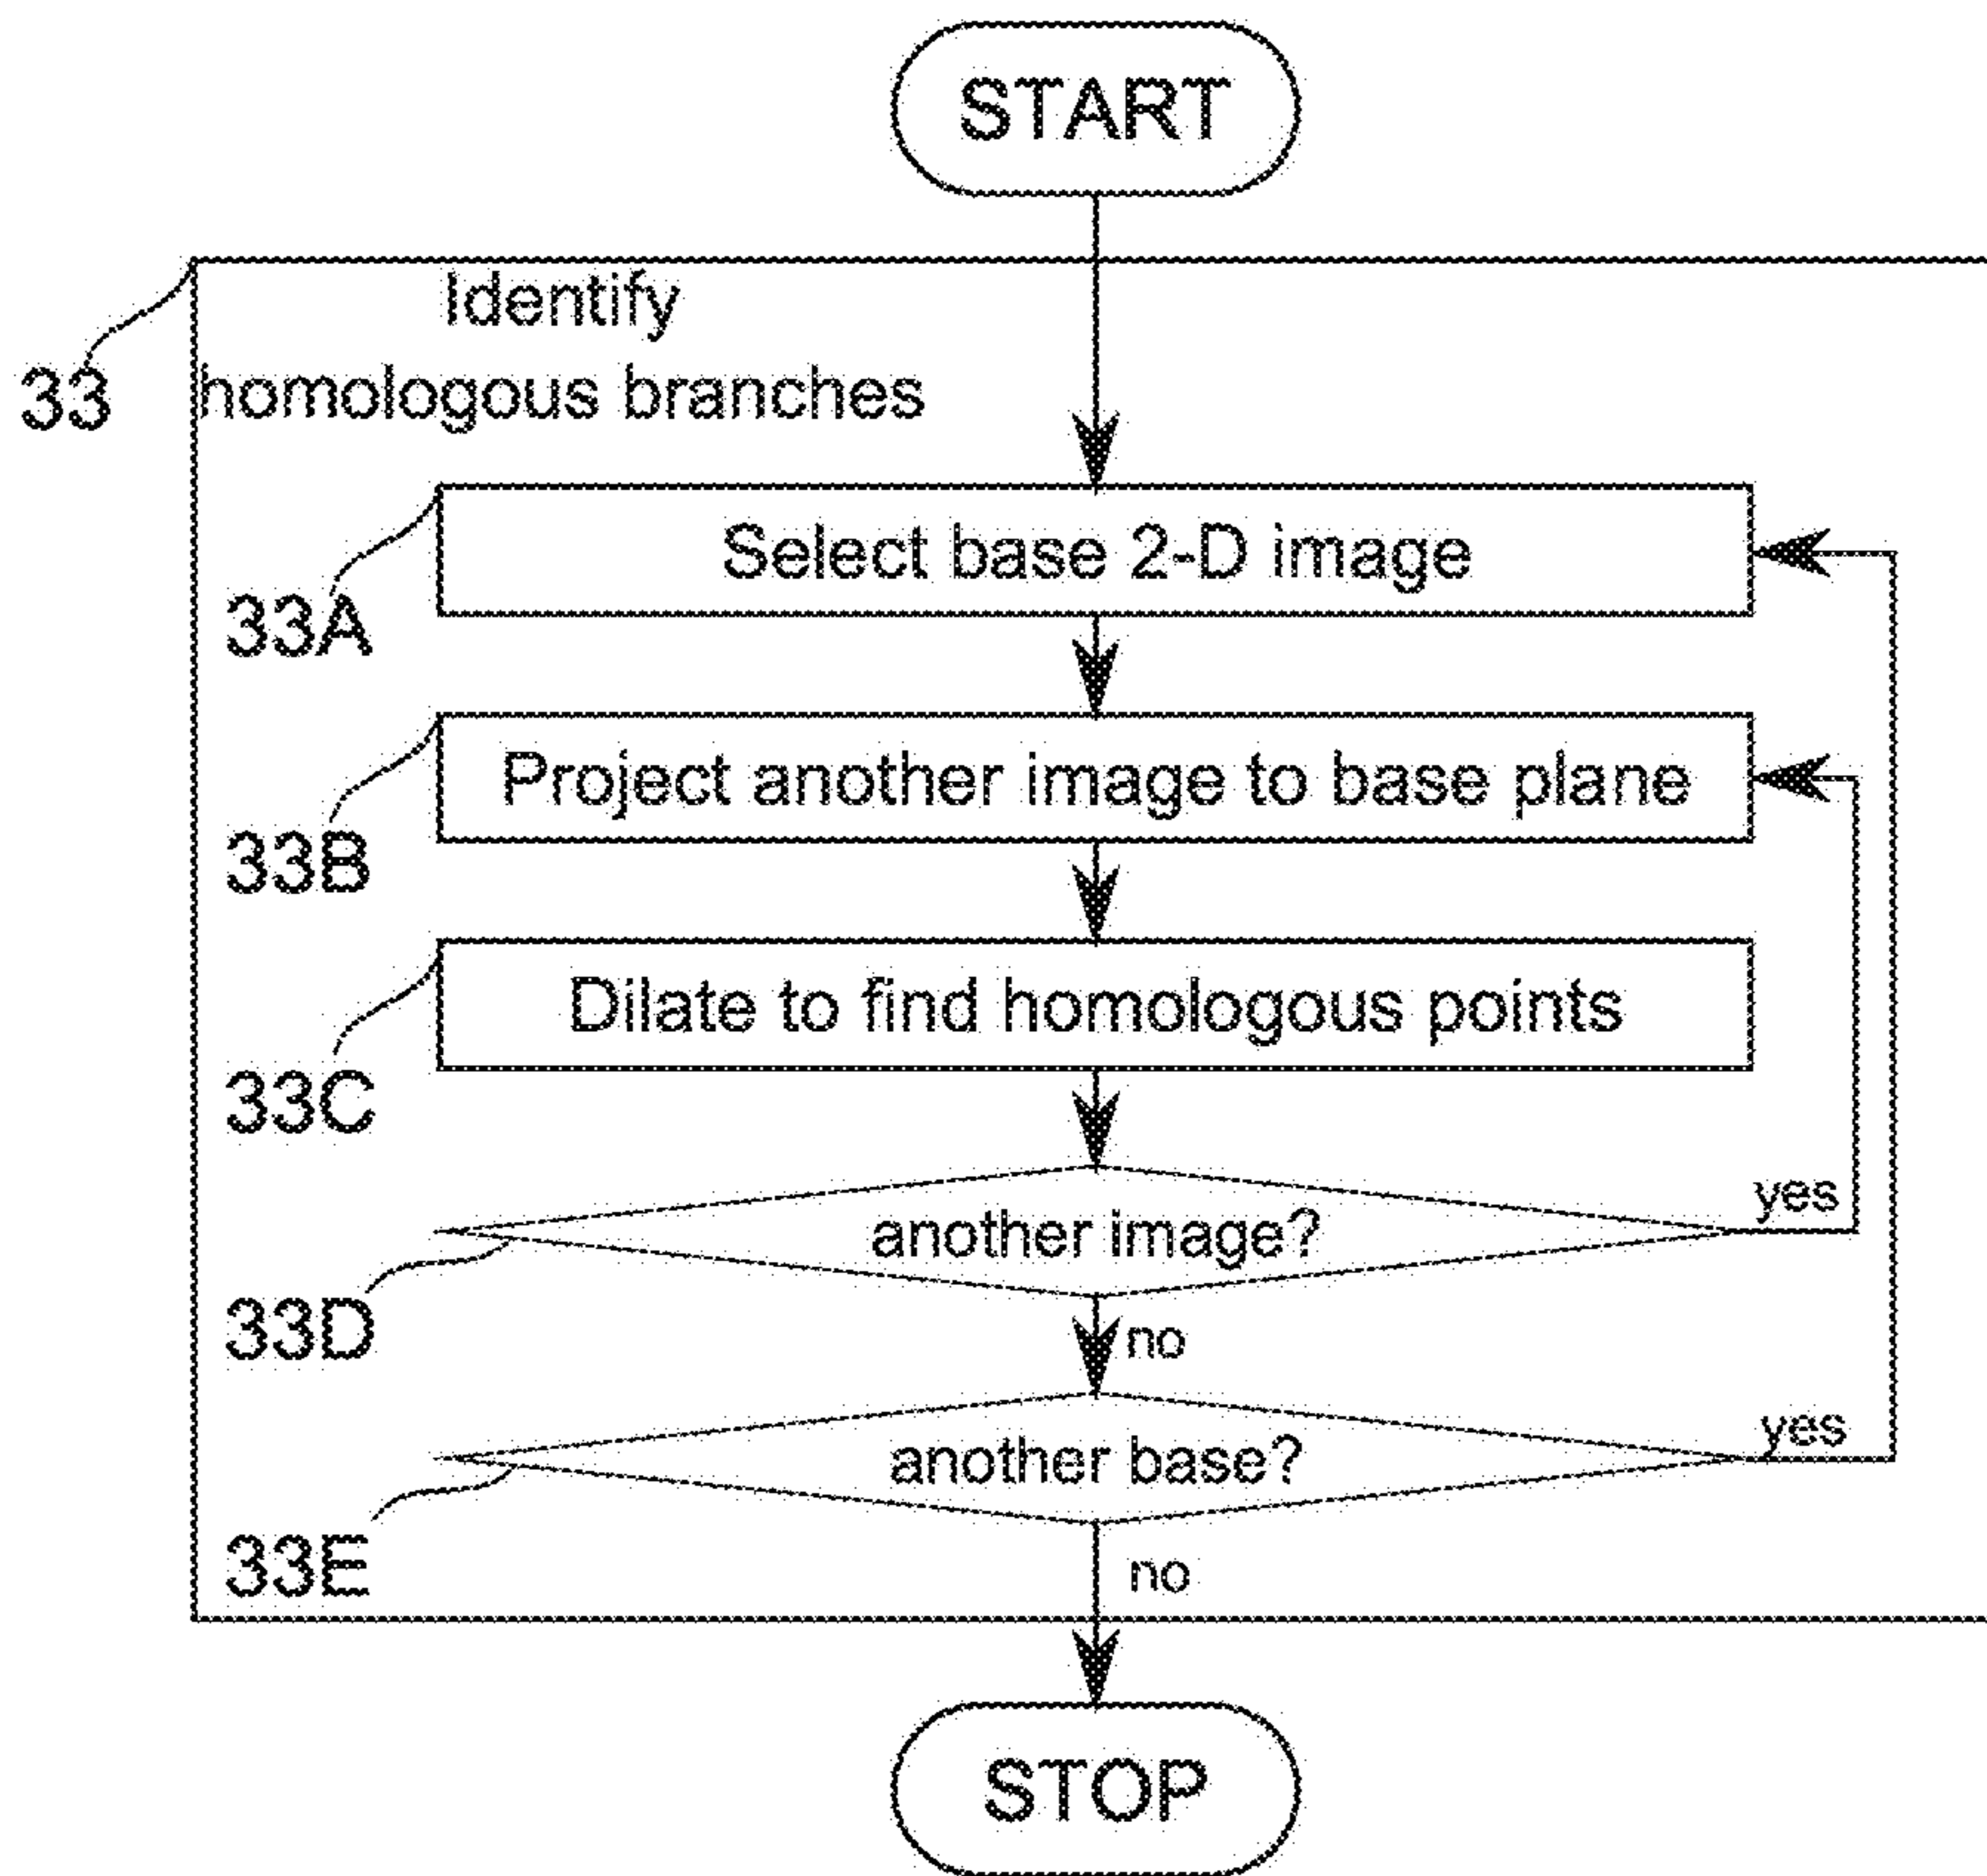 START
Identify
33 homologous branches
Select base 2-D image
33A
Project another image to base plane
33B
Dilate to find homologous points
33C
yes
another image?
33D
no
yes
another base?
33E
no
STOP